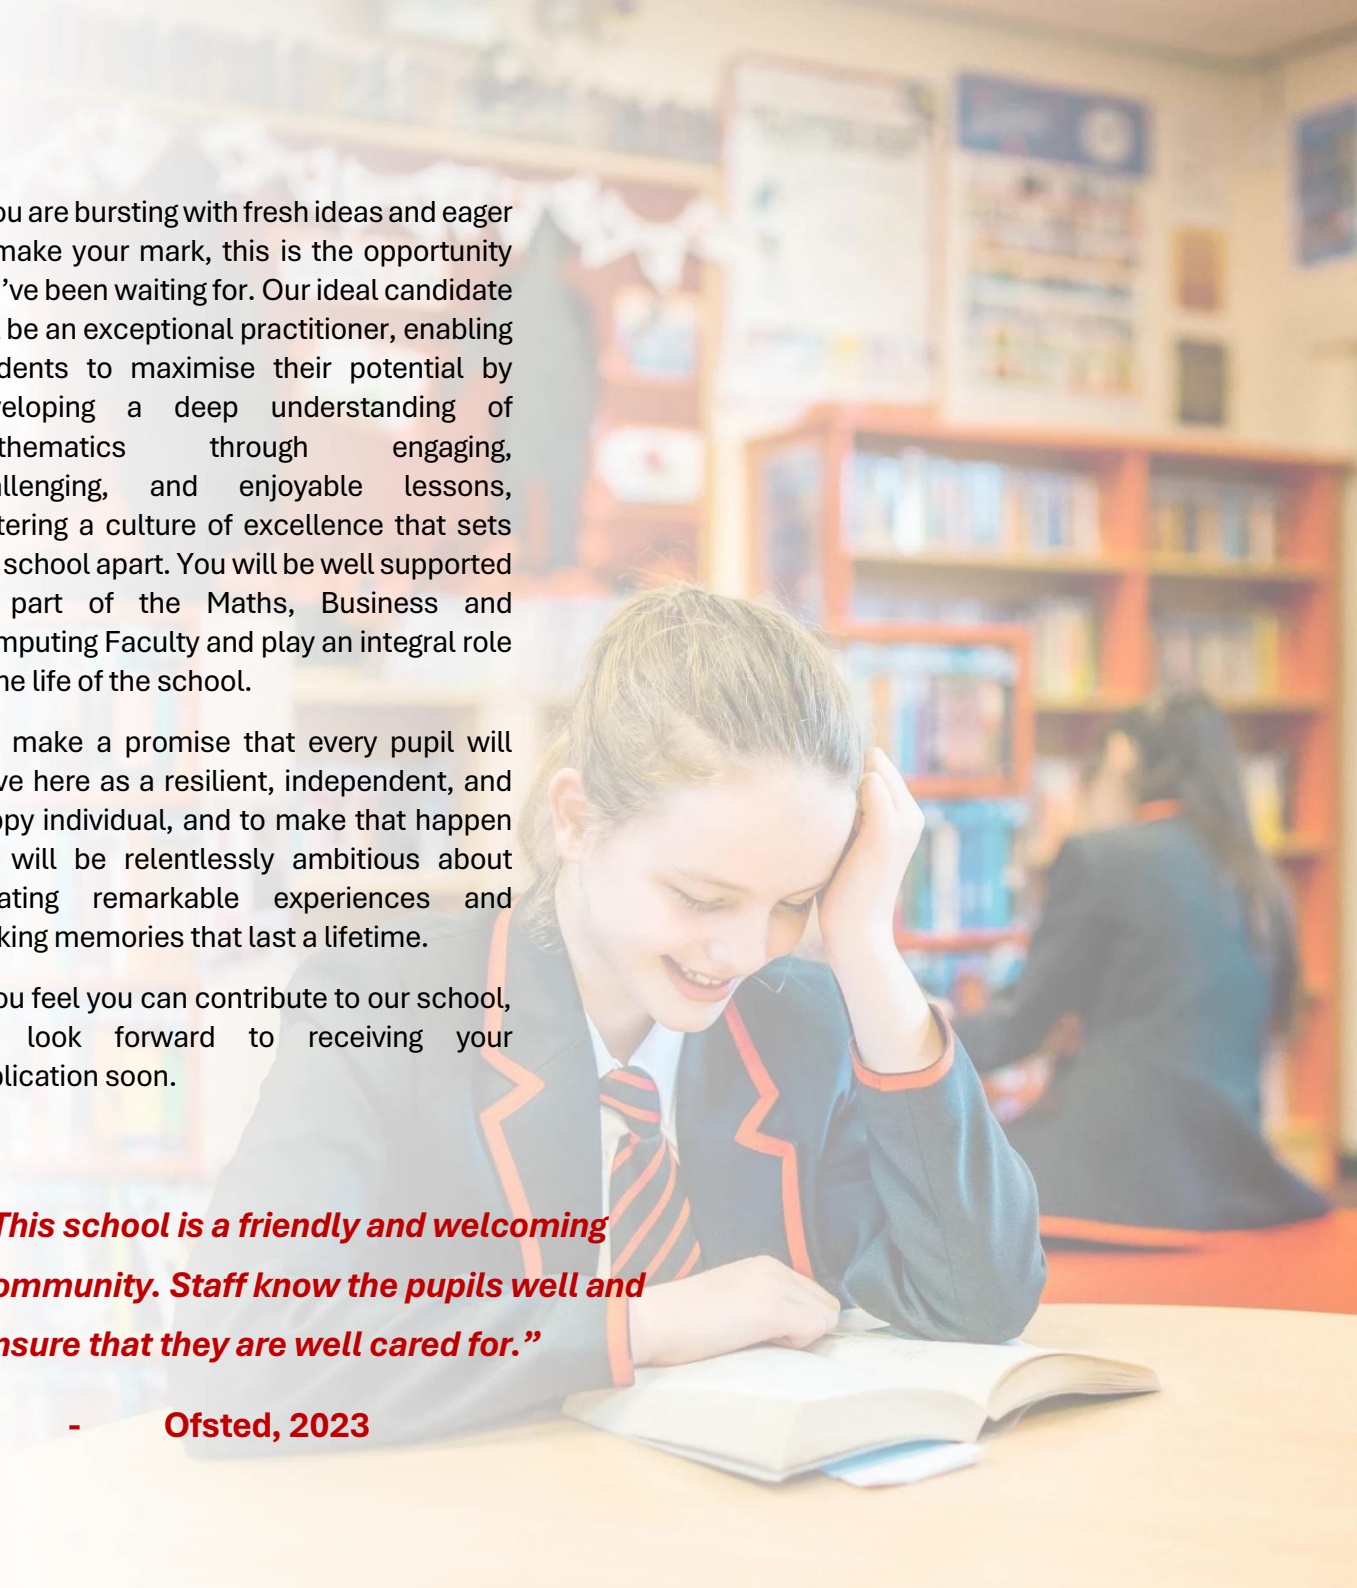 ou are bursting with fresh ideas and eager
make your mark, this is the opportunity
've been waiting for. Our ideal candidate
be an exceptional practitioner, enabling
dents to maximise their potential by
veloping a deep understanding of
thematics through engaging,
allenging, and enjoyable lessons,
tering a culture of excellence that sets
school apart. You will be well supported
part of the Maths, Business and
mputing Faculty and play an integral role
he life of the school.
make a promise that every pupil will
ve here as a resilient, independent, and
ppy individual, and to make that happen
will be relentlessly ambitious about
ating remarkable experiences and
king memories that last a lifetime.
ou feel you can contribute to our school,
look forward to receiving your
plication soon.
This school is a friendly and welcoming
ommunity. Staff know the pupils well and
nsure that they are well cared for.”
- Ofsted, 2023